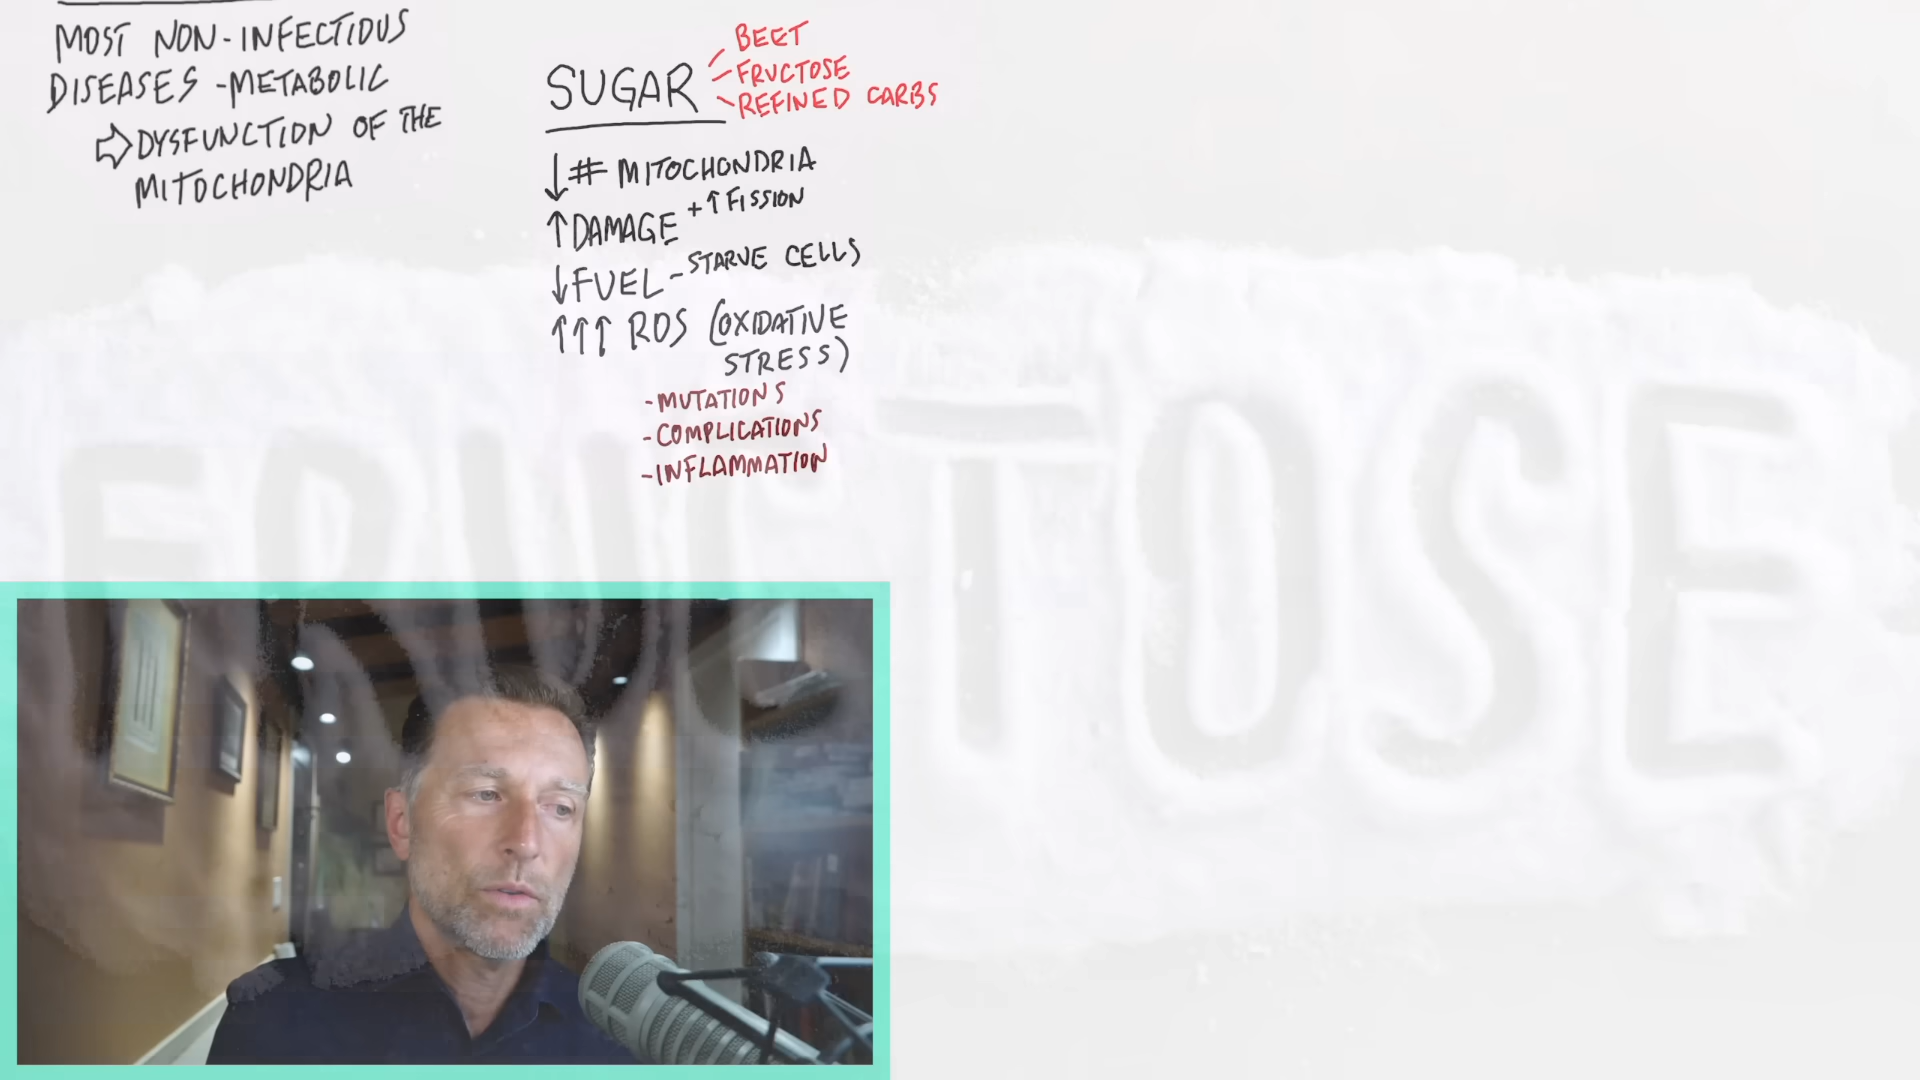 MOST NON-INFECTIOUS
DISEASES -METABOLIC
⇨DYSFUNCTION OF THE
MITOCHONDRIA
SUGAR
BEET
FRUCTOSE
REFINED CARBS
↓# MITOCHONDRIA
↑DAMAGE +↑FISSION
↓FUEL-STARVE CELLS
↑↑↑ ROS (OXIDATIVE
STRESS)
-MUTATIONS
-COMPLICATIONS
-INFLAMMATION
FRUCTOSE